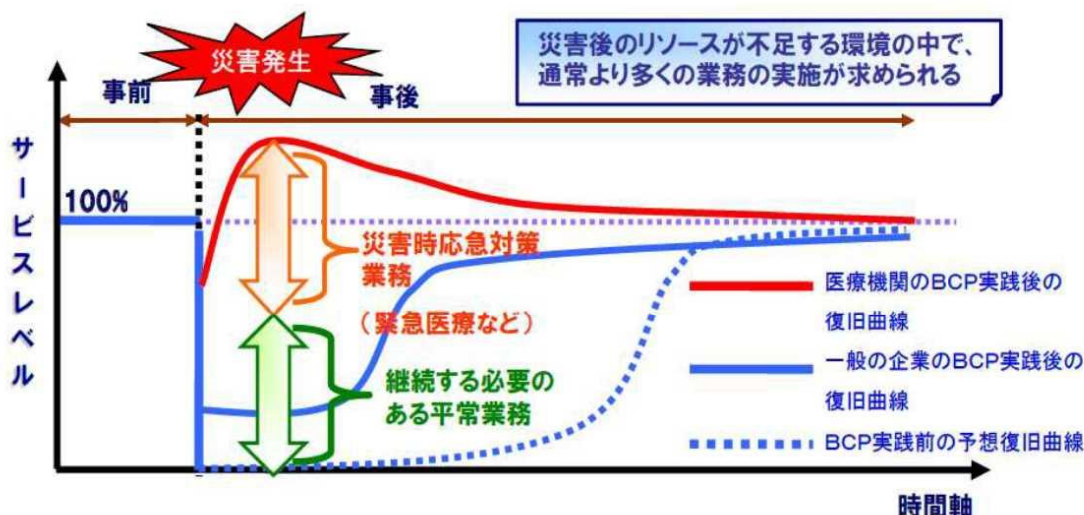 災害発生
災害後のリソースが不足する環境の中で、
通常より多くの業務の実施が求められる
事前
事後
サービスレベル
100%
災害時応急対策
業務
(緊急医療など)
継続する必要の
ある平常業務
医療機関のBCP実践後の
復旧曲線
一般の企業のBCP実践後の
復旧曲線
BCP実践前の予想復旧曲線
時間軸